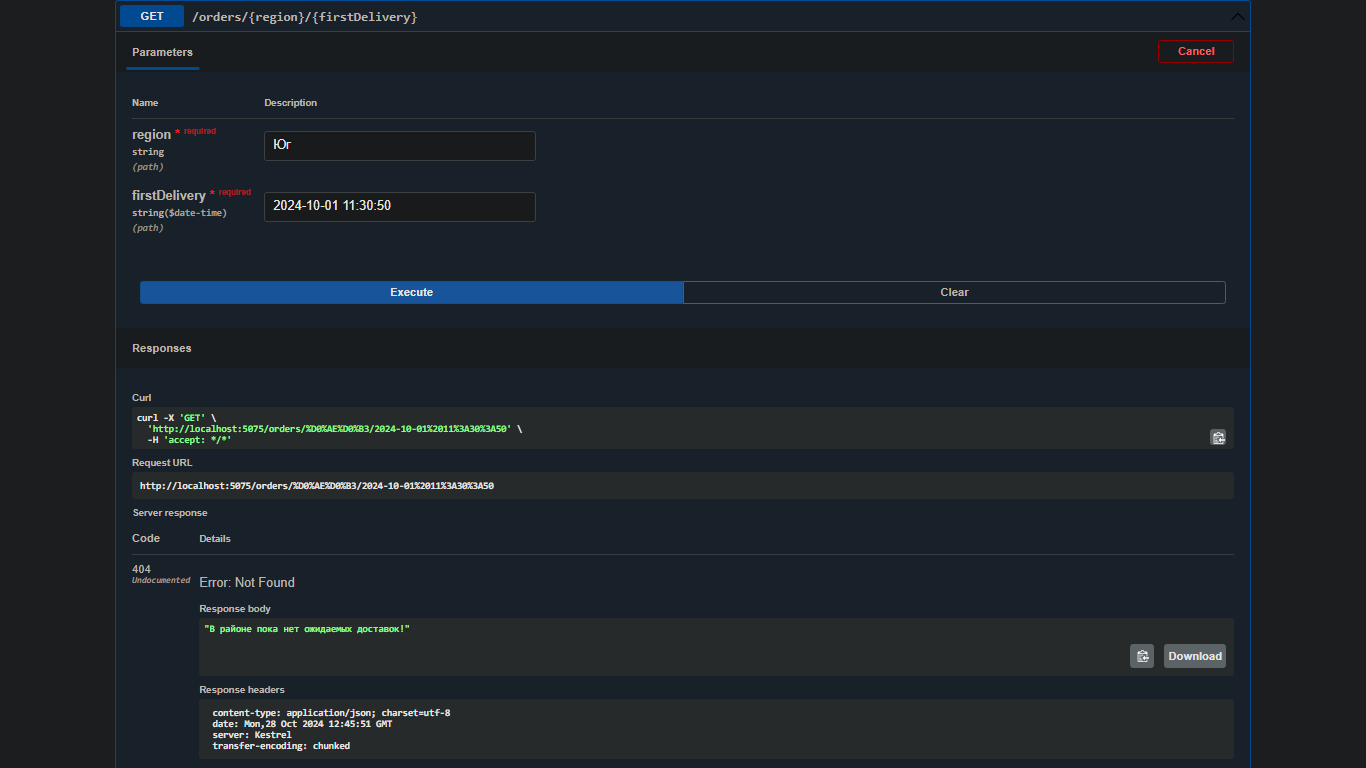 GET /orders/{region}/{firstDelivery}
Parameters Cancel
Name Description
region * required
string
(path)
Юг
firstDelivery * required
string($date-time)
(path)
2024-10-01 11:30:50
Execute Clear
Responses
Curl
curl -X 'GET' \
'http://localhost:5075/orders/%D0%AE%D0%B3/2024-10-01%2011%3A30%3A50' \
-H 'accept: */*'
Request URL
http://localhost:5075/orders/%D0%AE%D0%B3/2024-10-01%2011%3A30%3A50
Server response
Code Details
404
Undocumented
Error: Not Found
Response body
"В районе пока нет ожидаемых доставок!"
Download
Response headers
content-type: application/json; charset=utf-8
date: Mon,28 Oct 2024 12:45:51 GMT
server: Kestrel
transfer-encoding: chunked